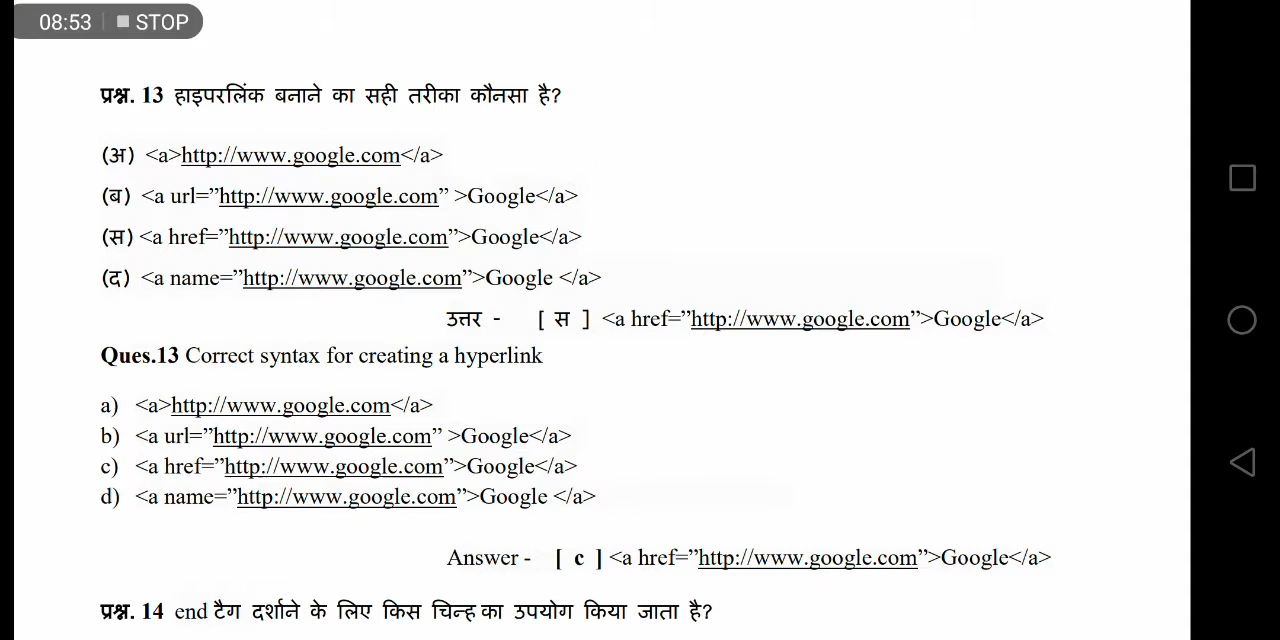 08:53 STOP
प्रश्न. 13 हाइपरलिंक बनाने का सही तरीका कौनसा है?
(अ) <a>http://www.google.com</a>
(ब) <a url=”http://www.google.com” >Google</a>
(स) <a href=”http://www.google.com”>Google</a>
(द) <a name=”http://www.google.com”>Google </a>
उत्तर - [ स ] <a href=”http://www.google.com”>Google</a>
Ques.13 Correct syntax for creating a hyperlink
a) <a>http://www.google.com</a>
b) <a url=”http://www.google.com” >Google</a>
c) <a href=”http://www.google.com”>Google</a>
d) <a name=”http://www.google.com”>Google </a>
Answer - [ c ] <a href=”http://www.google.com”>Google</a>
प्रश्न. 14 end टैग दर्शाने के लिए किस चिन्ह का उपयोग किया जाता है?